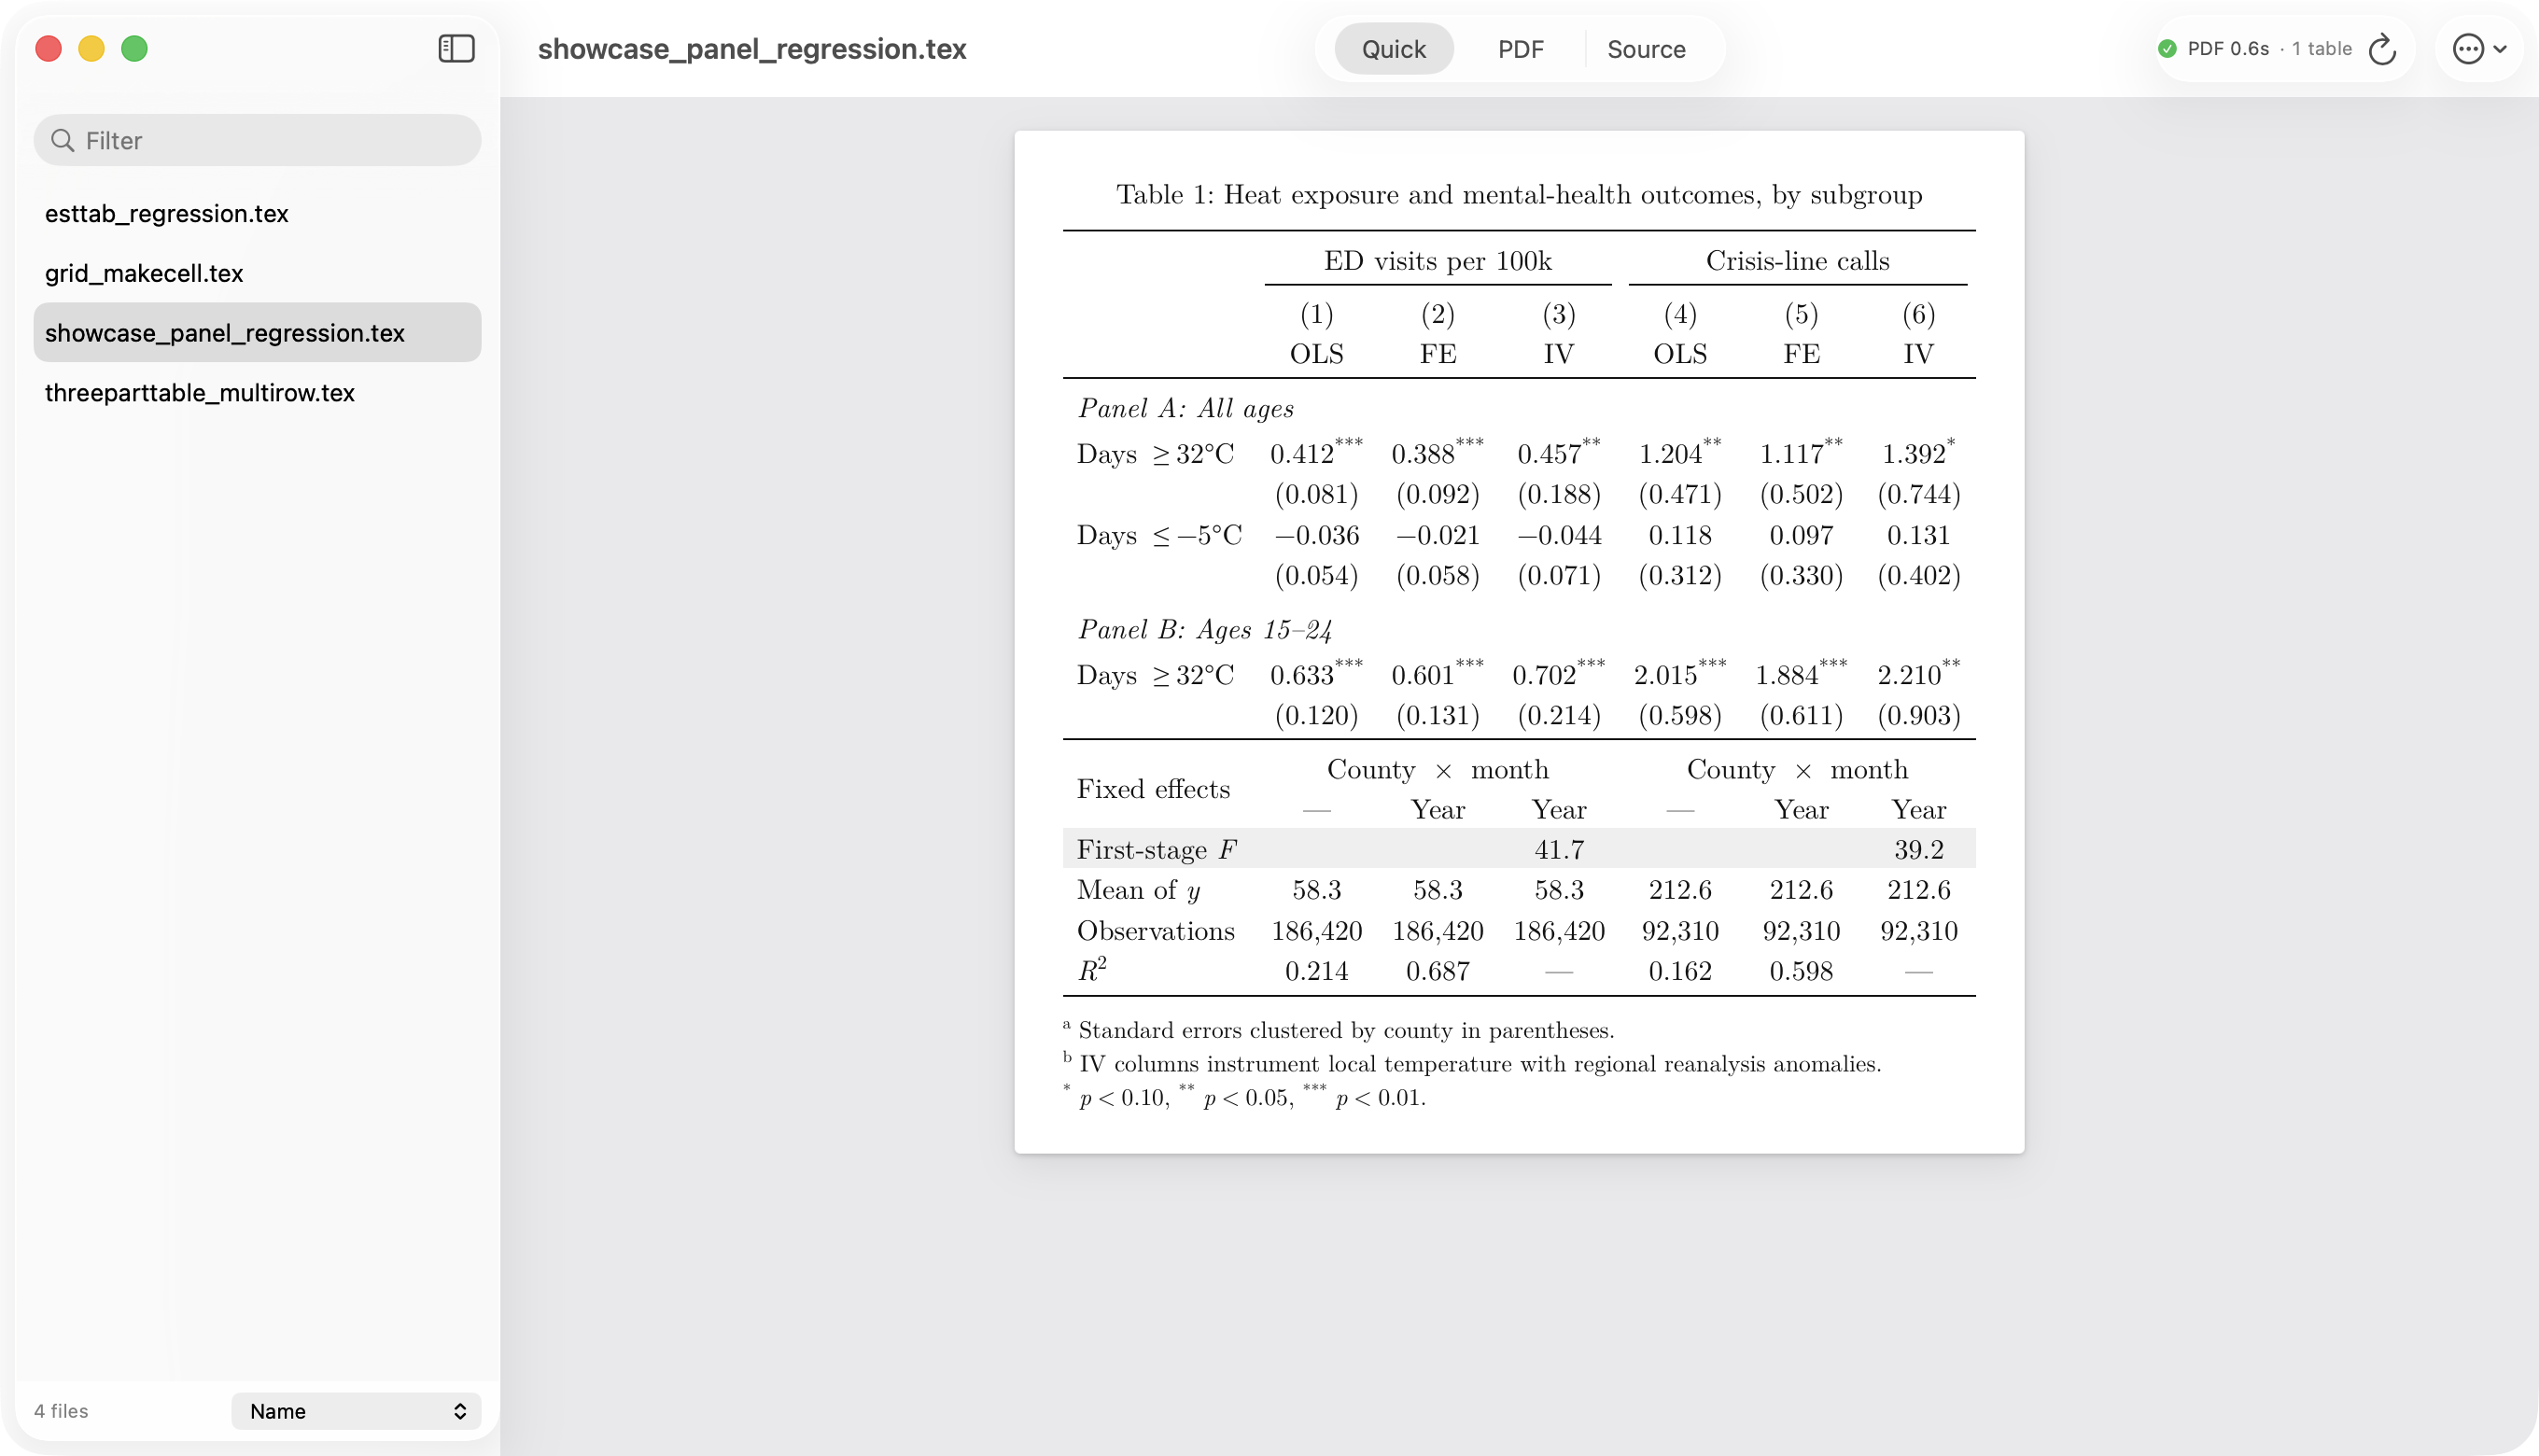 showcase_panel_regression.tex
Quick PDF Source
PDF 0.6s · 1 table
Filter
esttab_regression.tex
grid_makecell.tex
showcase_panel_regression.tex
threeparttable_multirow.tex
4 files
Name
Table 1: Heat exposure and mental-health outcomes, by subgroup
ED visits per 100k Crisis-line calls
(1) (2) (3) (4) (5) (6)
OLS FE IV OLS FE IV
Panel A: All ages
Days ≥ 32°C 0.412*** 0.388*** 0.457** 1.204** 1.117** 1.392*
(0.081) (0.092) (0.188) (0.471) (0.502) (0.744)
Days ≤ −5°C −0.036 −0.021 −0.044 0.118 0.097 0.131
(0.054) (0.058) (0.071) (0.312) (0.330) (0.402)
Panel B: Ages 15–24
Days ≥ 32°C 0.633*** 0.601*** 0.702*** 2.015*** 1.884*** 2.210**
(0.120) (0.131) (0.214) (0.598) (0.611) (0.903)
Fixed effects County × month County × month
— Year Year — Year Year
First-stage F 41.7 39.2
Mean of y 58.3 58.3 58.3 212.6 212.6 212.6
Observations 186,420 186,420 186,420 92,310 92,310 92,310
R² 0.214 0.687 — 0.162 0.598 —
ᵃ Standard errors clustered by county in parentheses.
ᵇ IV columns instrument local temperature with regional reanalysis anomalies.
* p < 0.10, ** p < 0.05, *** p < 0.01.